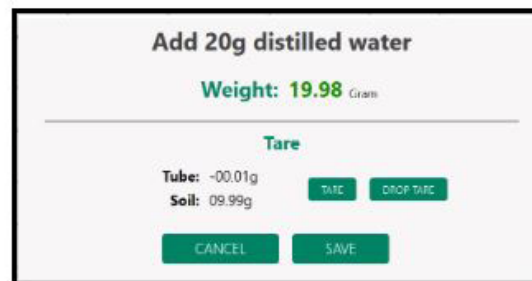 Add 20g distilled water
Weight: 19.98 Gram
Tare
Tube: -00.01g
Soil: 09.99g
TARE DROP TARE
CANCEL SAVE